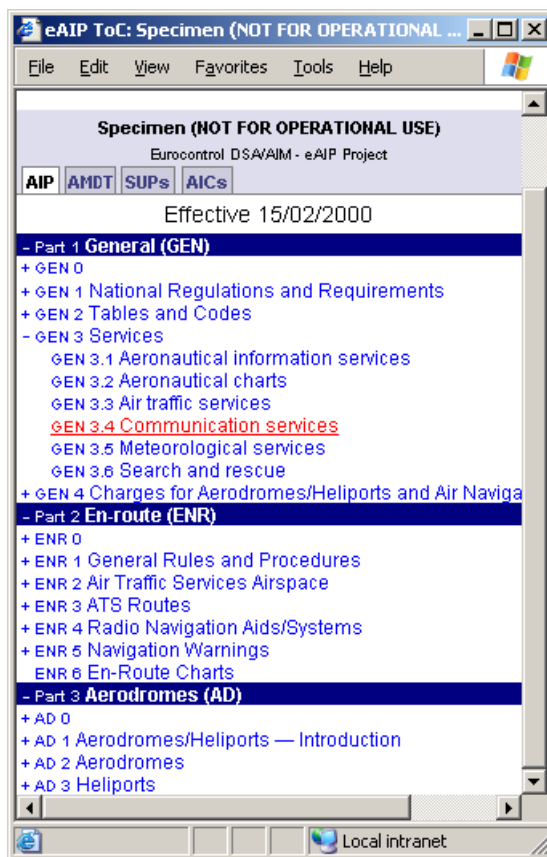 eAIP ToC: Specimen (NOT FOR OPERATIONAL ...
File Edit View Favorites Tools Help
Specimen (NOT FOR OPERATIONAL USE)
Eurocontrol DSA/AIM - eAIP Project
AIP AMDT SUPs AICs
Effective 15/02/2000
- Part 1 General (GEN)
+ GEN 0
+ GEN 1 National Regulations and Requirements
+ GEN 2 Tables and Codes
- GEN 3 Services
GEN 3.1 Aeronautical information services
GEN 3.2 Aeronautical charts
GEN 3.3 Air traffic services
GEN 3.4 Communication services
GEN 3.5 Meteorological services
GEN 3.6 Search and rescue
+ GEN 4 Charges for Aerodromes/Heliports and Air Naviga
- Part 2 En-route (ENR)
+ ENR 0
+ ENR 1 General Rules and Procedures
+ ENR 2 Air Traffic Services Airspace
+ ENR 3 ATS Routes
+ ENR 4 Radio Navigation Aids/Systems
+ ENR 5 Navigation Warnings
ENR 6 En-Route Charts
- Part 3 Aerodromes (AD)
+ AD 0
+ AD 1 Aerodromes/Heliports — Introduction
+ AD 2 Aerodromes
+ AD 3 Heliports
Local intranet